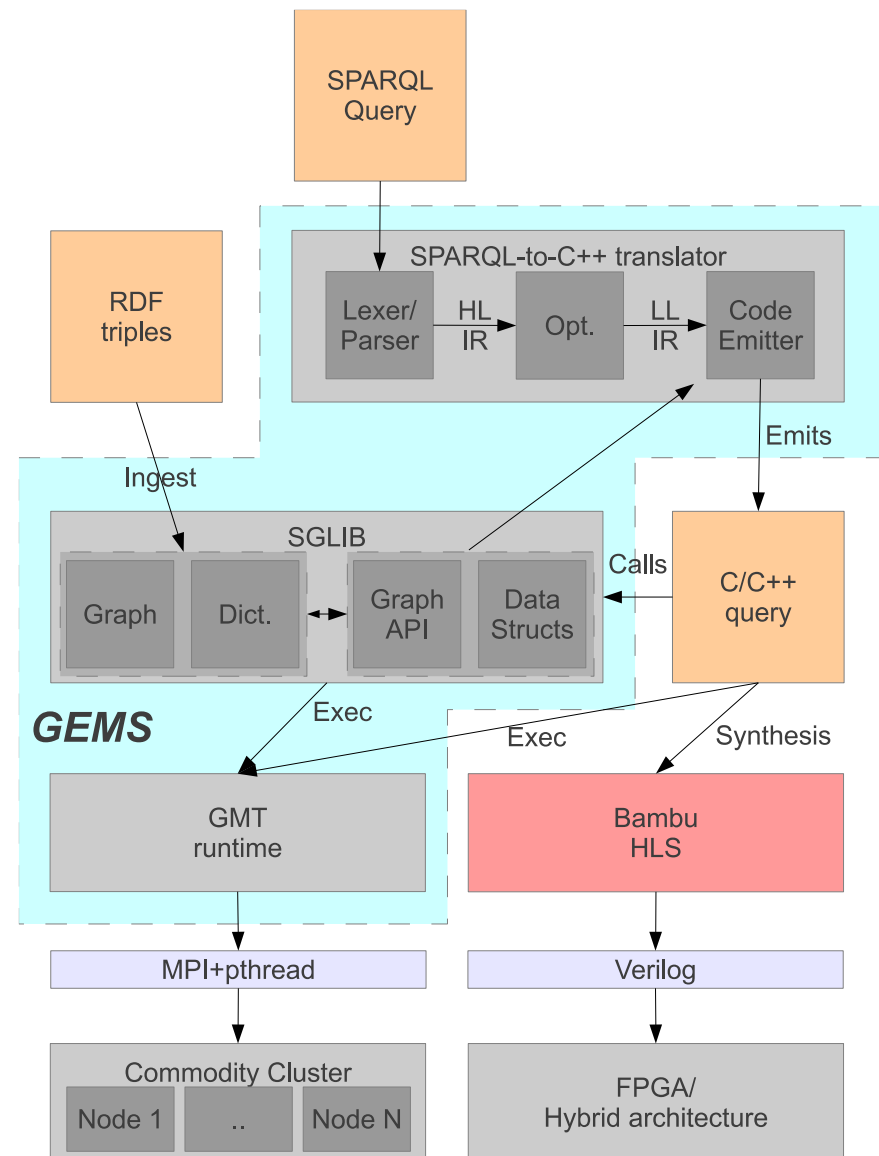 SPARQL
Query
SPARQL-to-C++ translator
RDF
triples
Lexer/
Parser
HL
IR
Opt.
LL
IR
Code
Emitter
Emits
Ingest
SGLIB
Graph
Dict.
Graph
API
Data
Structs
Calls
C/C++
query
GEMS
Exec
Exec
Synthesis
GMT
runtime
Bambu
HLS
MPI+pthread
Verilog
Commodity Cluster
Node 1
..
Node N
FPGA/
Hybrid architecture